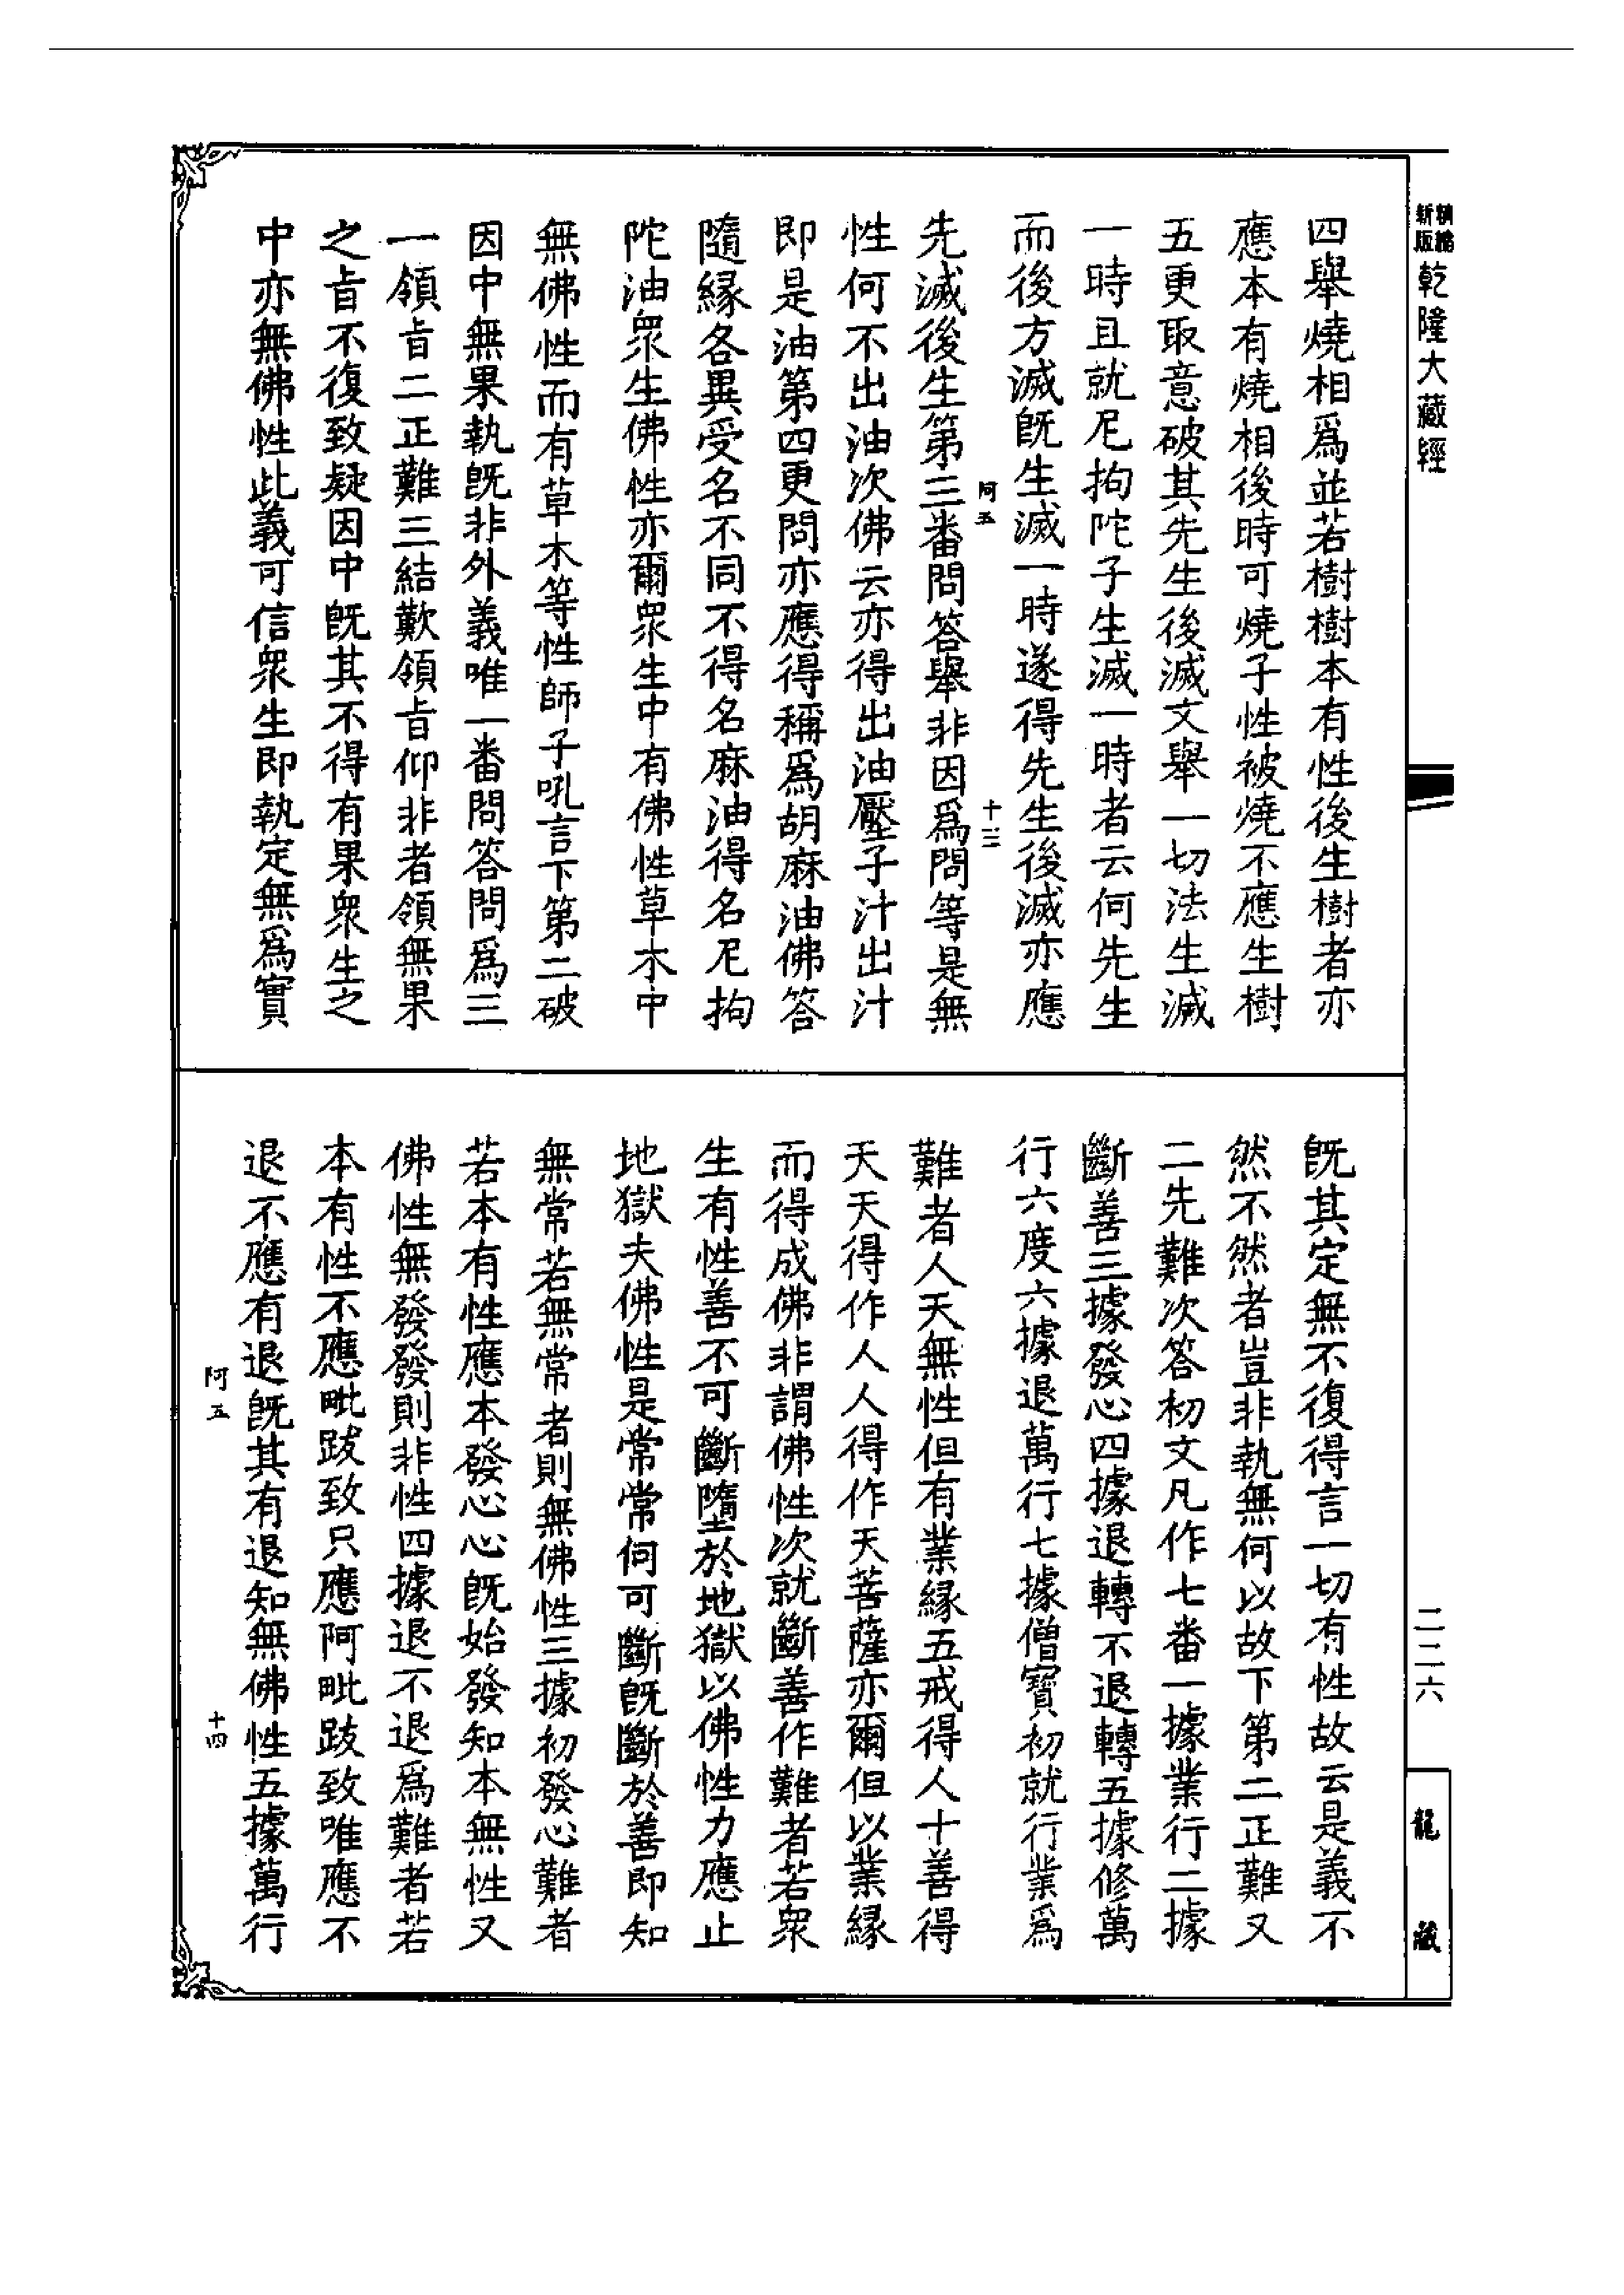 新版精縮乾隆大藏經
四舉燒相爲並若樹樹本有性後生樹者亦
應本有燒相後時可燒子性被燒不應生樹
五更取意破其先生後滅文舉一切法生滅
一時且就尼拘陀子生滅一時者云何先生
而後方滅旣生滅一時遂得先生後滅亦應
阿五
十三
先滅後生第三番問答舉非因爲問等是無
性何不出油次佛云亦得出油壓子汁出汁
即是油第四更問亦應得稱爲胡麻油佛答
隨緣各異受名不同不得名麻油得名尼拘
陀油衆生佛性亦爾衆生中有佛性草木中
無佛性而有草木等性師子吼言下第二破
因中無果執旣非外義唯一番問答問爲三
一領旨二正難三結歎領旨仰非者領無果
之旨不復致疑因中旣其不得有果衆生之
中亦無佛性此義可信衆生即執定無爲實
旣其定無不復得言一切有性故云是義不
然不然者豈非執無何以故下第二正難又
二先難次答初文凡作七番一據業行二據
斷善三據發心四據退轉不退轉五據修萬
行六度六據退萬行七據僧寶初就行業爲
難者人天無性但有業緣五戒得人十善得
天天得作人人得作天菩薩亦爾但以業緣
而得成佛非謂佛性次就斷善作難者若衆
生有性善不可斷墮於地獄以佛性力應止
地獄夫佛性是常常何可斷旣斷於善即知
無常若無常者則無佛性三據初發心難者
若本有性應本發心心旣始發知本無性又
佛性無發發則非性四據退不退爲難者若
本有性不應毗跋致只應阿毗跋致唯應不
退不應有退旣其有退知無佛性五據萬行
阿五
十四
二二六
龍藏